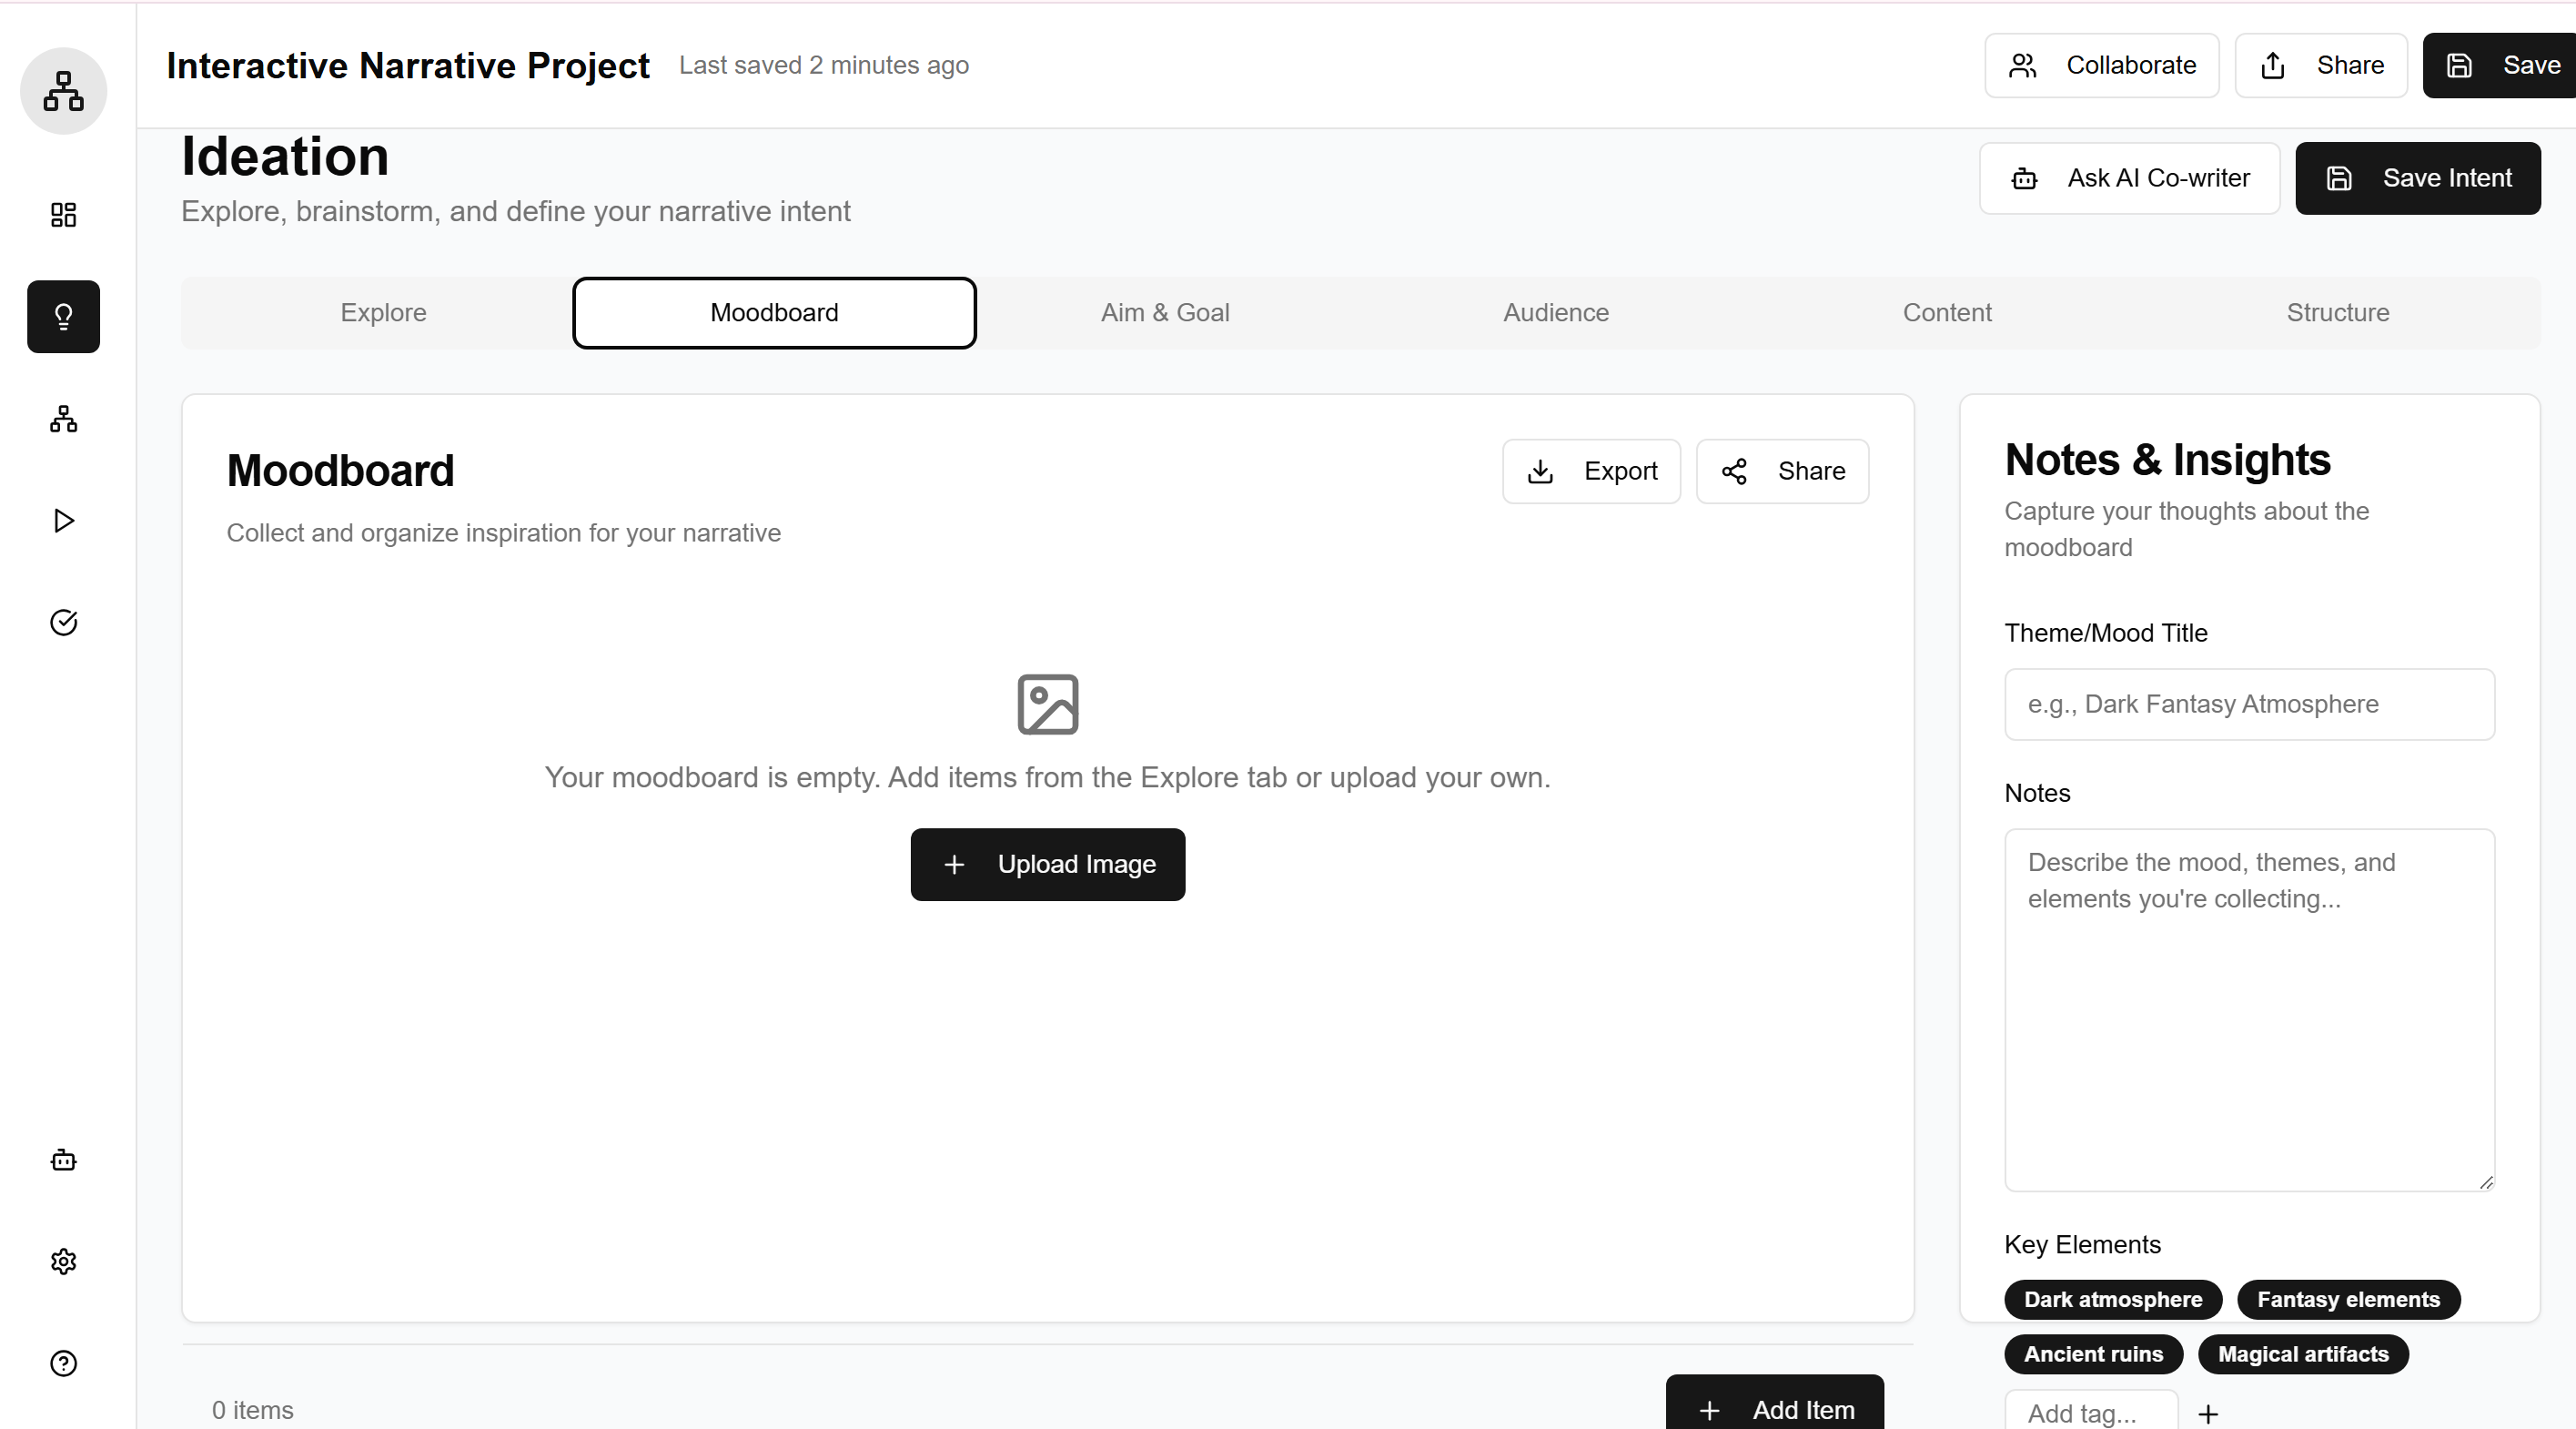 Interactive Narrative Project
Last saved 2 minutes ago
Collaborate
Share
Save
Ideation
Explore, brainstorm, and define your narrative intent
Ask AI Co-writer
Save Intent
Explore
Moodboard
Aim & Goal
Audience
Content
Structure
Moodboard
Collect and organize inspiration for your narrative
Export
Share
Your moodboard is empty. Add items from the Explore tab or upload your own.
Upload Image
0 items
Add Item
Notes & Insights
Capture your thoughts about the
moodboard
Theme/Mood Title
e.g., Dark Fantasy Atmosphere
Notes
Describe the mood, themes, and
elements you're collecting...
Key Elements
Dark atmosphere
Fantasy elements
Ancient ruins
Magical artifacts
Add tag...